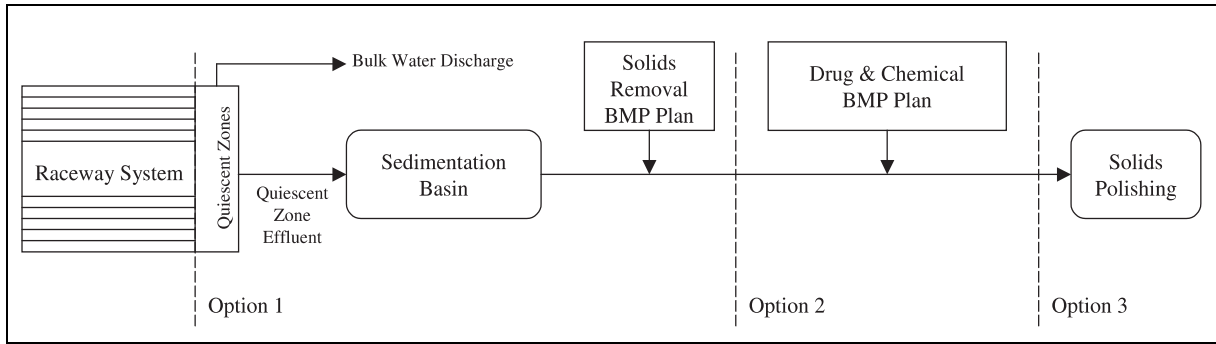 Bulk Water Discharge
Solids
Removal
BMP Plan
Drug & Chemical
BMP Plan
Raceway System
Quiescent Zones
Quiescent
Zone
Effluent
Sedimentation
Basin
Solids
Polishing
Option 1
Option 2
Option 3